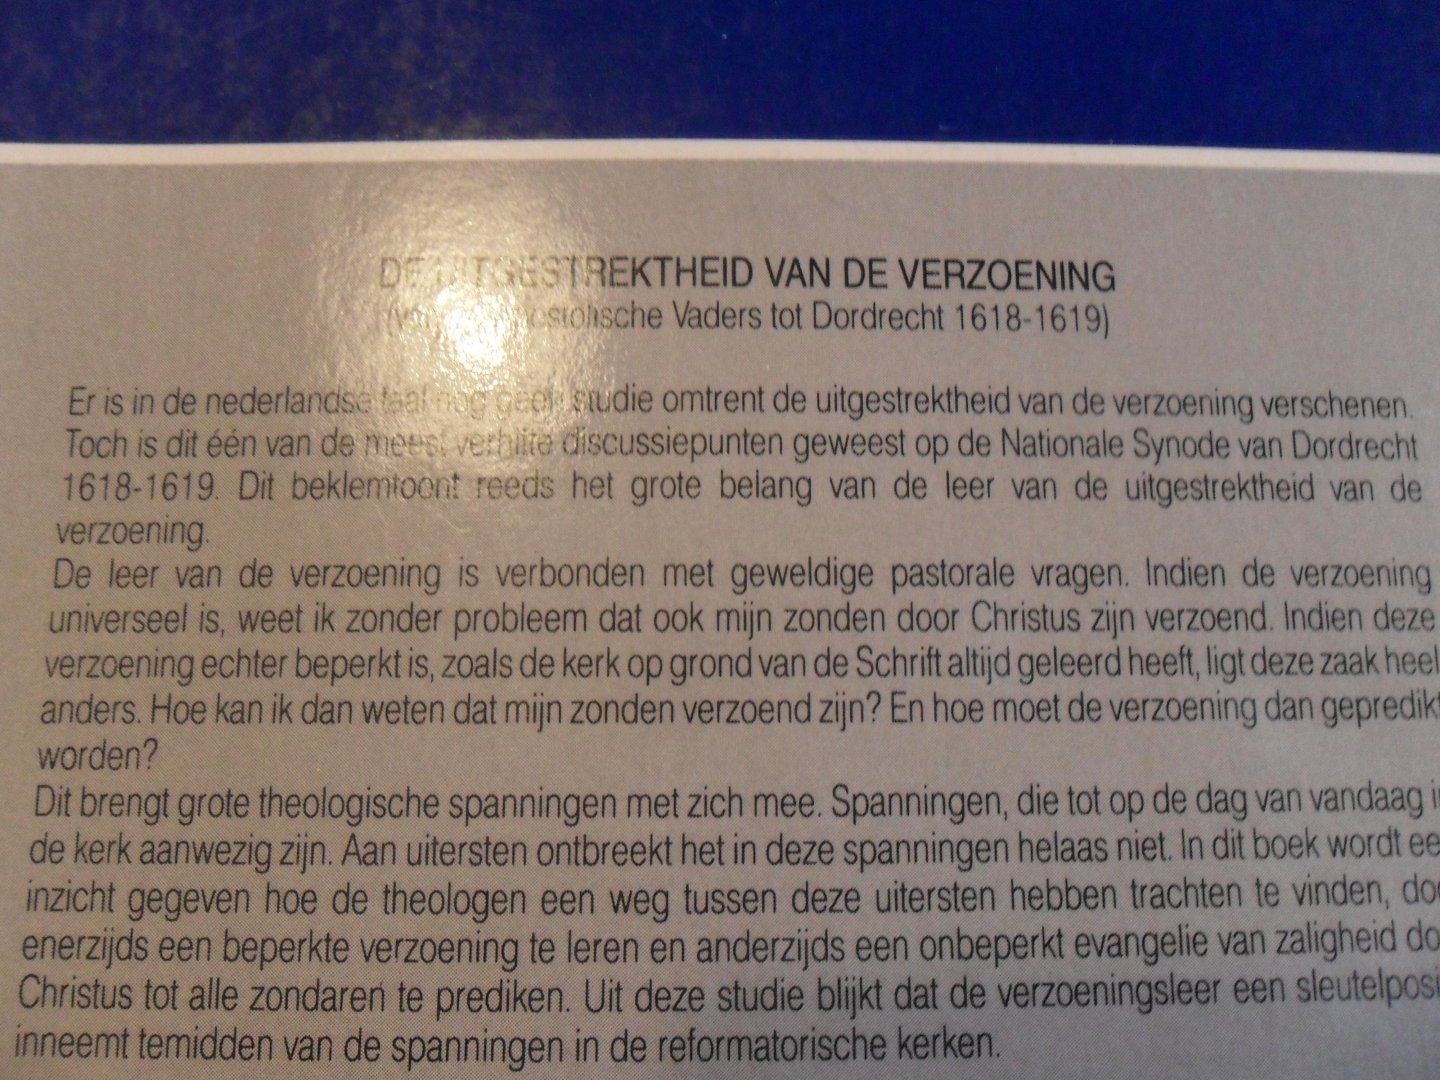 DE UITGESTREKTHEID VAN DE VERZOENING
Vaders tot Dordrecht 1618-1619)
Er is in de nederlandse taal nog geen studie omtrent de uitgestrektheid van de verzoening verschenen.
Toch is dit één van de meest verhitte discussiepunten geweest op de Nationale Synode van Dordrecht
1618-1619. Dit beklemtoont reeds het grote belang van de leer van de uitgestrektheid van de
verzoening.
De leer van de verzoening is verbonden met geweldige pastorale vragen. Indien de verzoening
universeel is, weet ik zonder probleem dat ook mijn zonden door Christus zijn verzoend. Indien deze
verzoening echter beperkt is, zoals de kerk op grond van de Schrift altijd geleerd heeft, ligt deze zaak heel
anders. Hoe kan ik dan weten dat mijn zonden verzoend zijn? En hoe moet de verzoening dan gepredikt
worden?
Dit brengt grote theologische spanningen met zich mee. Spanningen, die tot op de dag van vandaag
de kerk aanwezig zijn. Aan uitersten ontbreekt het in deze spanningen helaas niet. In dit boek wordt
inzicht gegeven hoe de theologen een weg tussen deze uitersten hebben trachten te vinden,
enerzijds een beperkte verzoening te leren en anderzijds een onbeperkt evangelie van zaligheid
Christus tot alle zondaren te prediken. Uit deze studie blijkt dat de verzoeningsleer een
inneemt temidden van de spanningen in de reformatorische kerken.